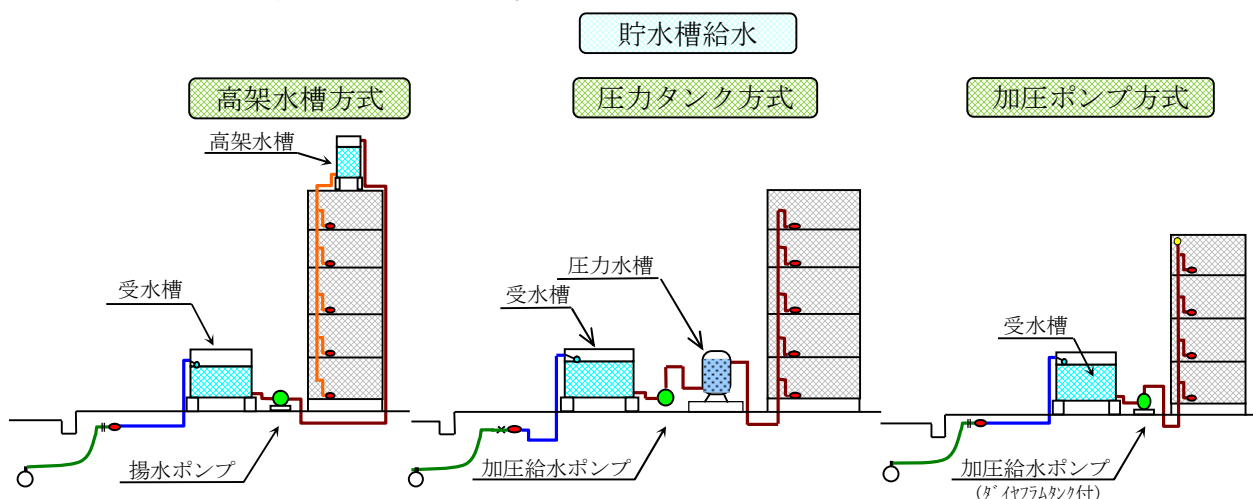 貯水槽給水
高架水槽方式
圧力タンク方式
加圧ポンプ方式
高架水槽
受水槽
揚水ポンプ
圧力水槽
受水槽
加圧給水ポンプ
受水槽
加圧給水ポンプ
(ﾀﾞｲﾔﾌﾗﾑﾀﾝｸ付)